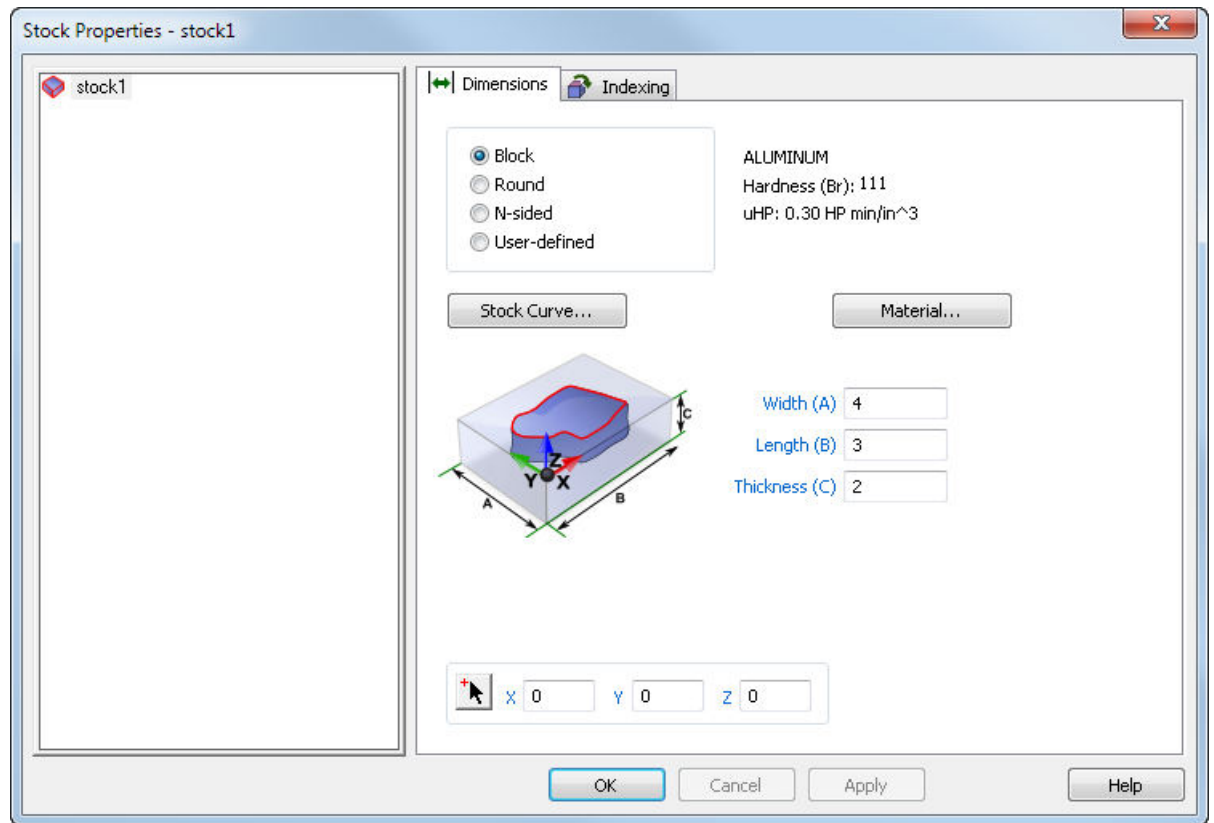 Stock Properties - stock1
stock1
Dimensions
Indexing
Block
Round
N-sided
User-defined
ALUMINUM
Hardness (Br): 111
uHP: 0.30 HP min/in^3
Stock Curve...
Material...
C
Z
Y
X
A
B
Width (A) 4
Length (B) 3
Thickness (C) 2
X 0 Y 0 Z 0
OK Cancel Apply Help